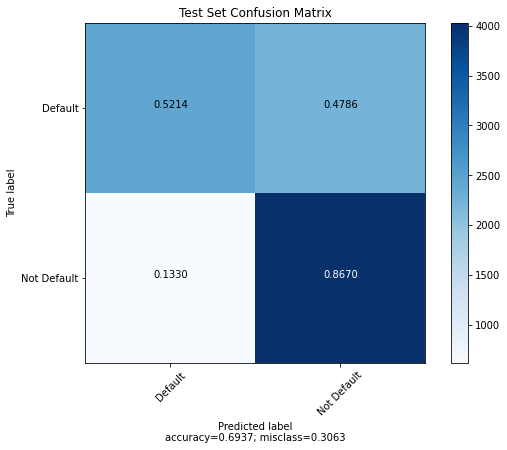 Test Set Confusion Matrix
Default
0.5214
0.4786
True label
Not Default
0.1330
0.8670
Default
Not Default
Predicted label
accuracy=0.6937; misclass=0.3063
4000
3500
3000
2500
2000
1500
1000